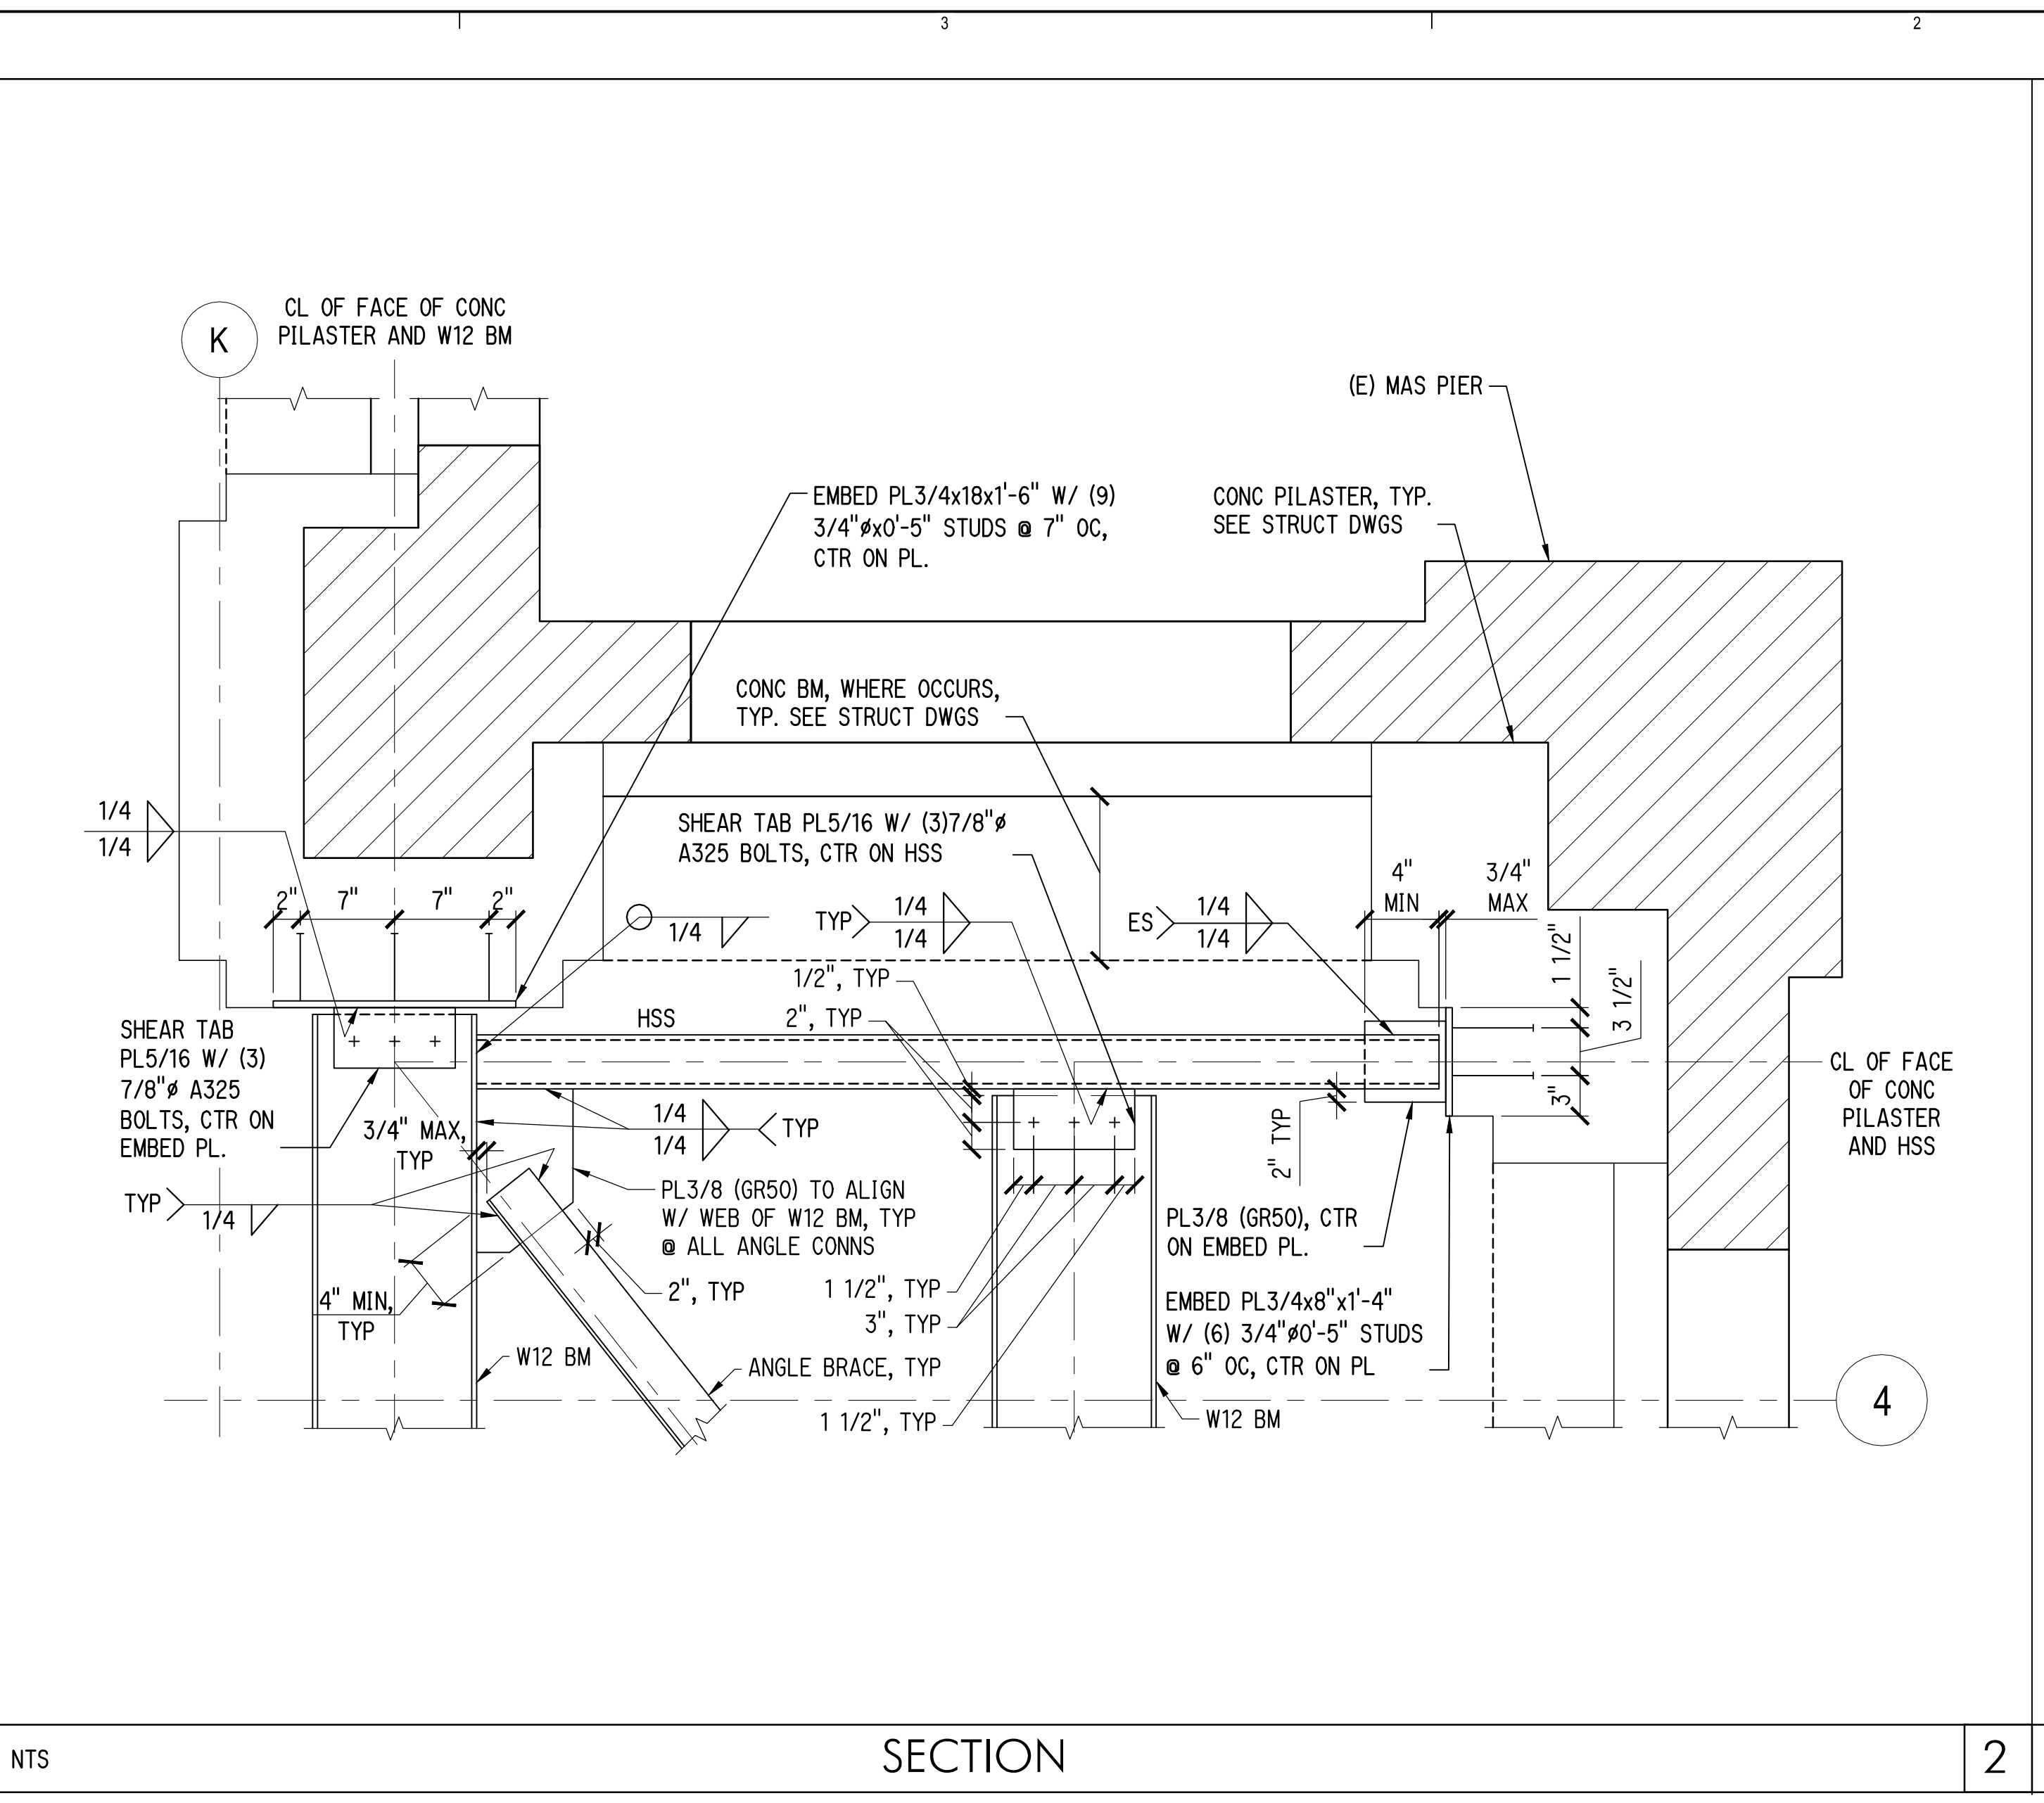 3
2
K
CL OF FACE OF CONC
PILASTER AND W12 BM
(E) MAS PIER
EMBED PL3/4x18x1'-6" W/ (9)
3/4"øx0'-5" STUDS @ 7" OC,
CTR ON PL.
CONC PILASTER, TYP.
SEE STRUCT DWGS
CONC BM, WHERE OCCURS,
TYP. SEE STRUCT DWGS
1/4
1/4
SHEAR TAB PL5/16 W/ (3)7/8"ø
A325 BOLTS, CTR ON HSS
2"
7"
7"
2"
1/4
TYP
1/4
1/4
ES
1/4
1/4
4"
MIN
3/4"
MAX
1 1/2"
3 1/2"
3"
1/2", TYP
2", TYP
HSS
SHEAR TAB
PL5/16 W/ (3)
7/8"ø A325
BOLTS, CTR ON
EMBED PL.
CL OF FACE
OF CONC
PILASTER
AND HSS
3/4" MAX,
TYP
1/4
1/4
TYP
2" TYP
TYP
1/4
PL3/8 (GR50) TO ALIGN
W/ WEB OF W12 BM, TYP
@ ALL ANGLE CONNS
PL3/8 (GR50), CTR
ON EMBED PL.
4" MIN,
TYP
2", TYP
1 1/2", TYP
3", TYP
EMBED PL3/4x8"x1'-4"
W/ (6) 3/4"ø0'-5" STUDS
@ 6" OC, CTR ON PL
W12 BM
ANGLE BRACE, TYP
1 1/2", TYP
W12 BM
4
NTS
SECTION
2